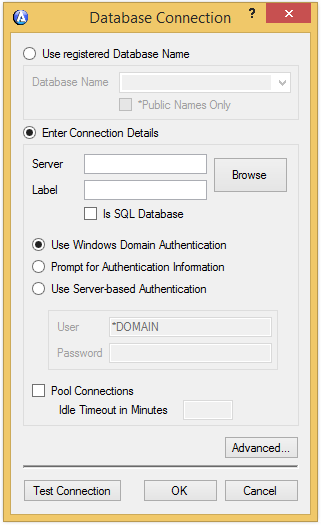 Database Connection ? x
Use registered Database Name
Database Name
*Public Names Only
Enter Connection Details
Server
Label
Browse
Is SQL Database
Use Windows Domain Authentication
Prompt for Authentication Information
Use Server-based Authentication
User *DOMAIN
Password
Pool Connections
Idle Timeout in Minutes
Advanced...
Test Connection OK Cancel